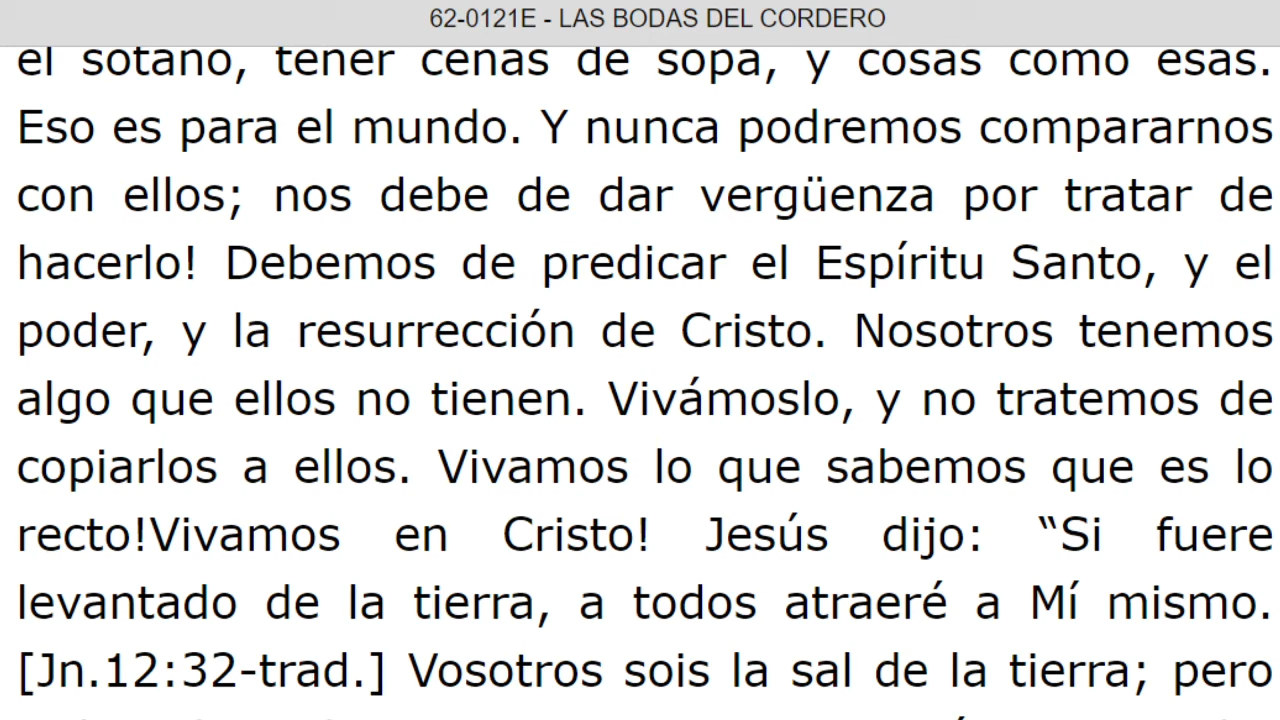 62-0121E - LAS BODAS DEL CORDERO
el sotano, tener cenas de sopa, y cosas como esas.
Eso es para el mundo. Y nunca podremos compararnos
con ellos; nos debe de dar vergüenza por tratar de
hacerlo! Debemos de predicar el Espíritu Santo, y el
poder, y la resurrección de Cristo. Nosotros tenemos
algo que ellos no tienen. Vivámoslo, y no tratemos de
copiarlos a ellos. Vivamos lo que sabemos que es lo
recto!Vivamos en Cristo! Jesús dijo: “Si fuere
levantado de la tierra, a todos atraeré a Mí mismo.
[Jn.12:32-trad.] Vosotros sois la sal de la tierra; pero